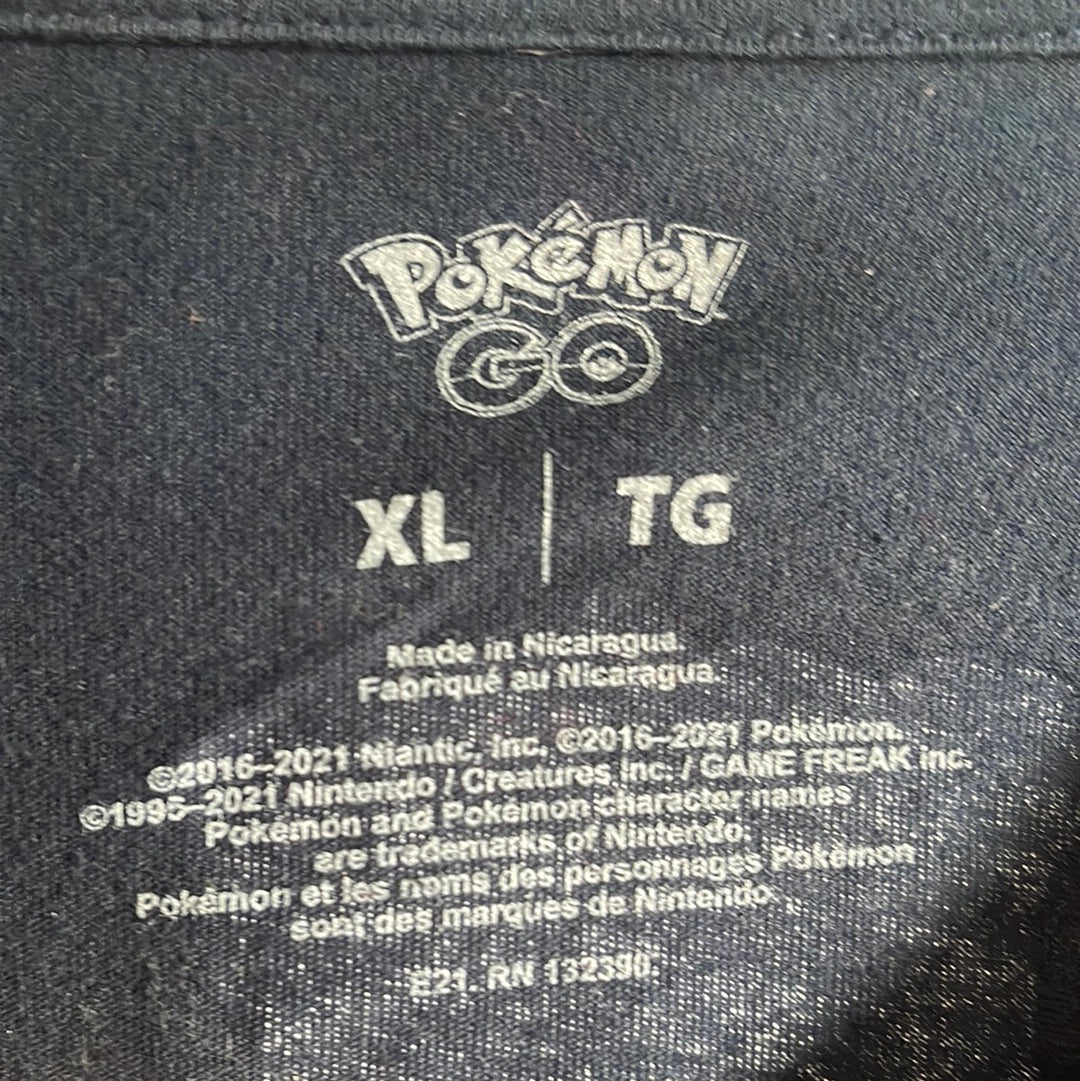 POKéMON
GO
XL | TG
Made in Nicaragua.
Fabriqué au Nicaragua.
©2016–2021 Niantic, Inc. ©2016–2021 Pokémon.
©1995–2021 Nintendo / Creatures Inc. / GAME FREAK inc.
Pokémon and Pokémon character names
are trademarks of Nintendo.
Pokémon et les noms des personnages Pokémon
sont des marques de Nintendo.
E21. RN 132390.